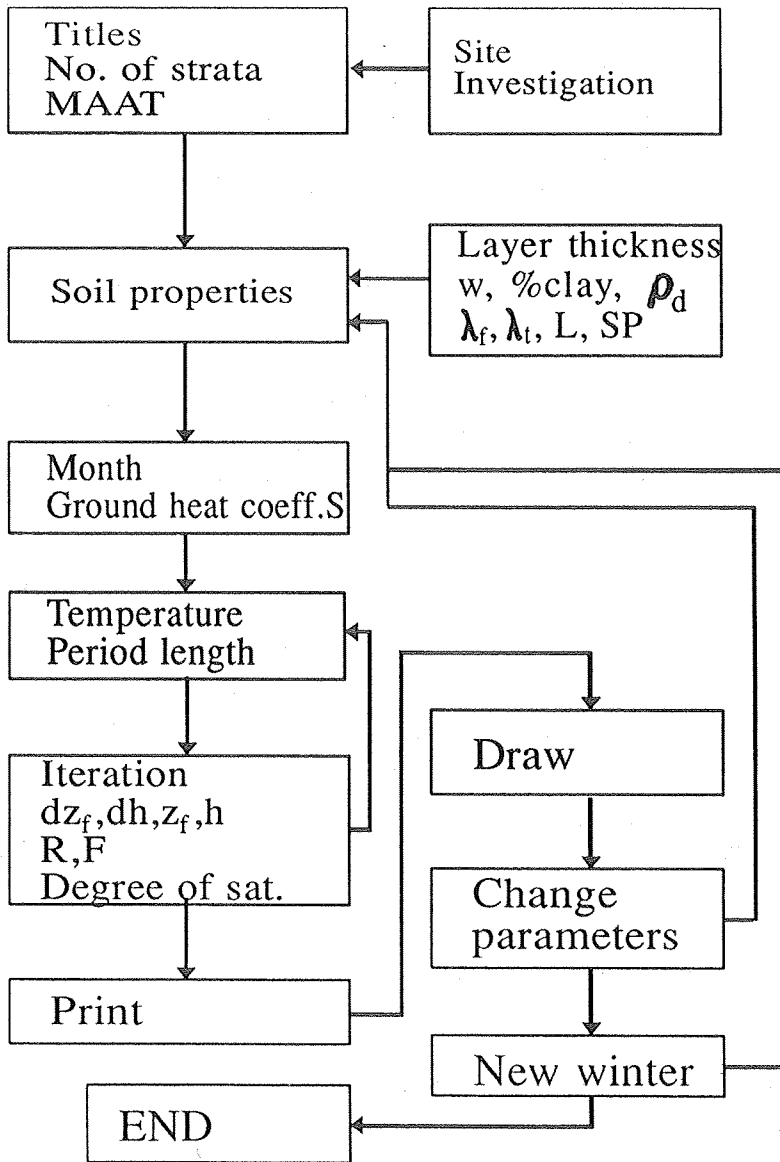 Titles
No. of strata
MAAT
Site
Investigation
Soil properties
Layer thickness
w, %clay, ρd
λf, λt, L, SP
Month
Ground heat coeff.S
Temperature
Period length
Iteration
dzf,dh,zf,h
R,F
Degree of sat.
Print
Draw
Change
parameters
New winter
END